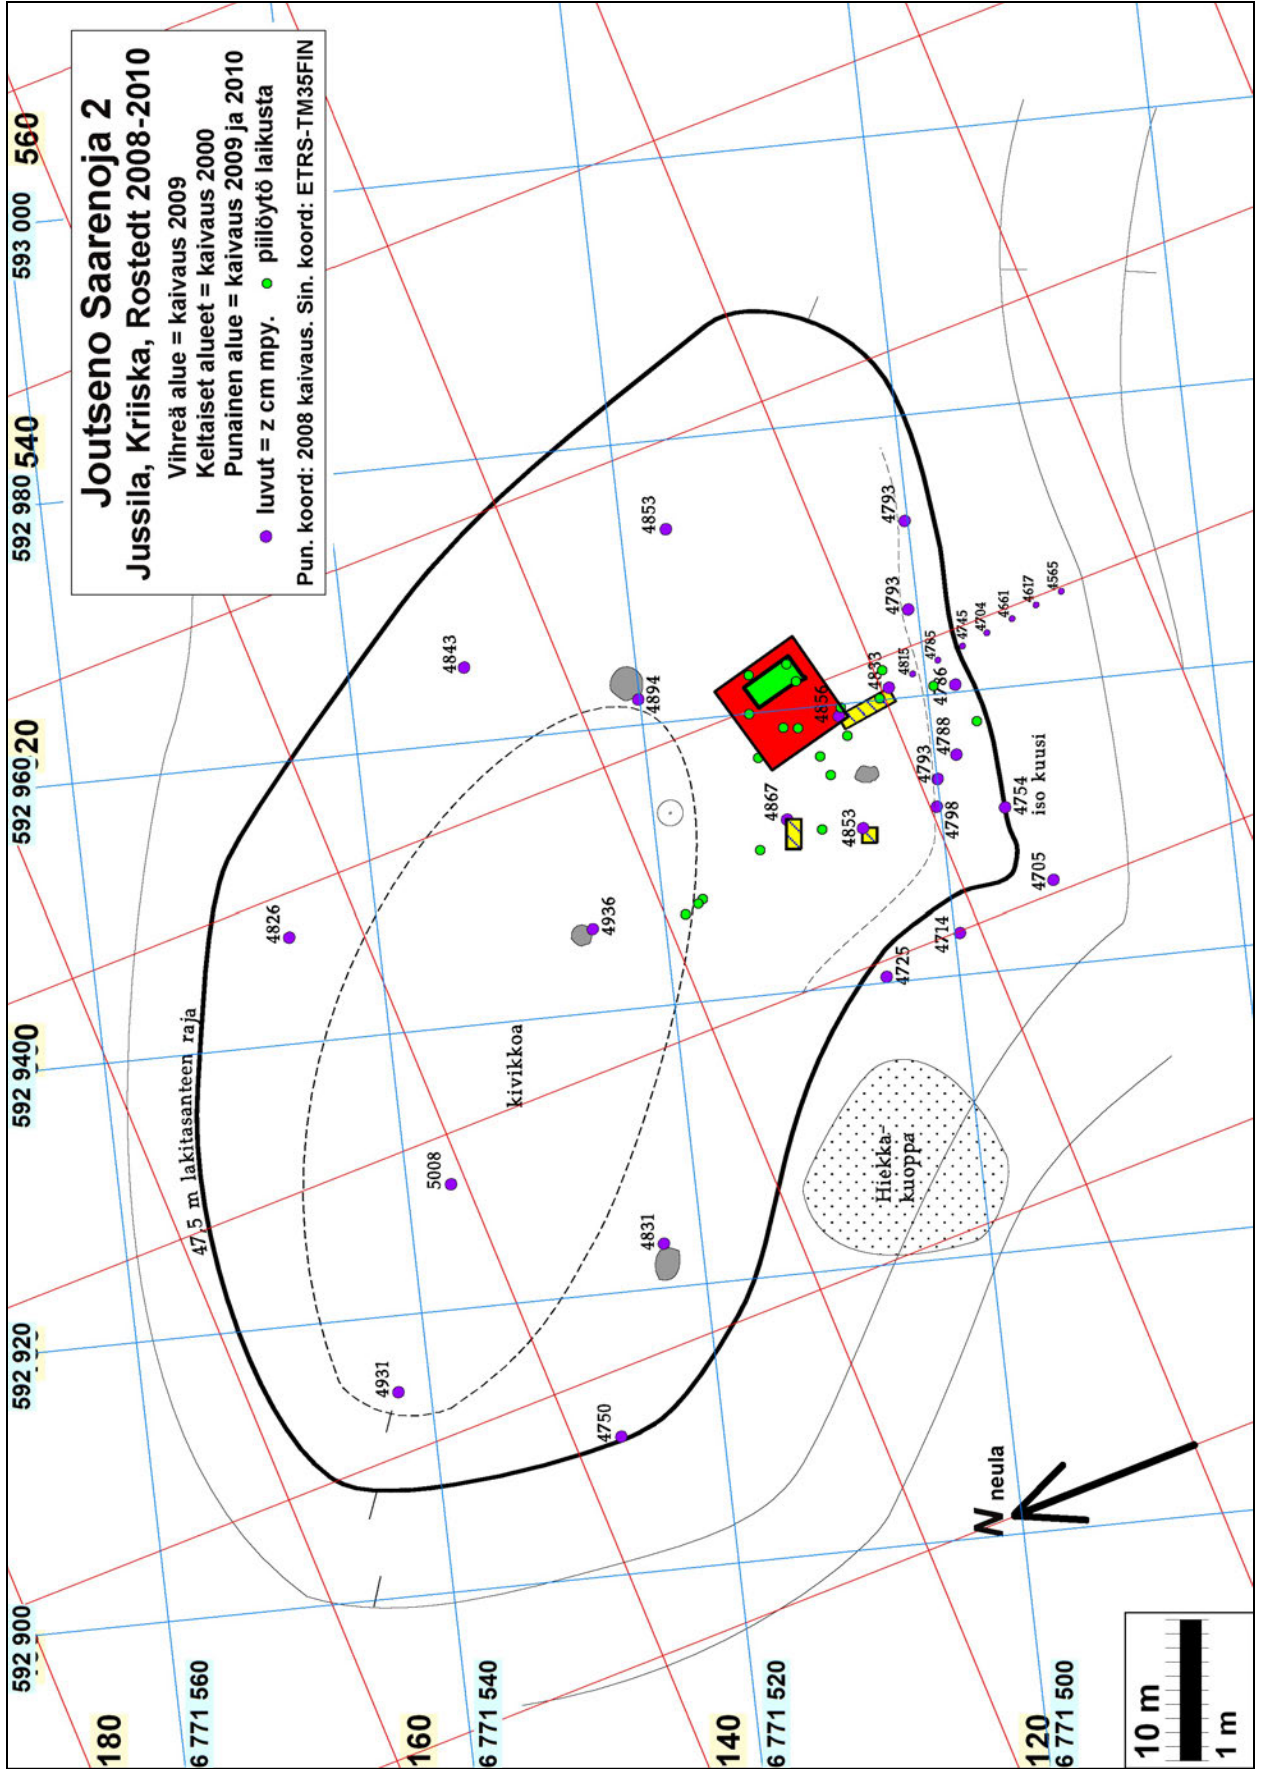 Joutseno Saarenoja 2
Jussila, Kriiska, Rostedt 2008-2010
Vihreä alue = kaivaus 2009
Keltaiset alueet = kaivaus 2000
Punainen alue = kaivaus 2009 ja 2010
luvut = z cm mpy.
piilöytö laikusta
Pun. koord: 2008 kaivaus. Sin. koord: ETRS-TM35FIN
592 900
592 920
592 940
592 960
592 980
593 000
540
560
180
160
140
120
6 771 560
6 771 540
6 771 520
6 771 500
47,5 m lakitasanteen raja
kivikkoa
Hiekka-
kuoppa
4826
4843
4853
4894
4936
5008
4931
4750
4831
4867
4853
4856
4833
4815
4785
4745
4704
4661
4617
4565
4793
4793
4786
4788
4793
4798
4754
iso kuusi
4705
4714
4725
N
neula
10 m
1 m